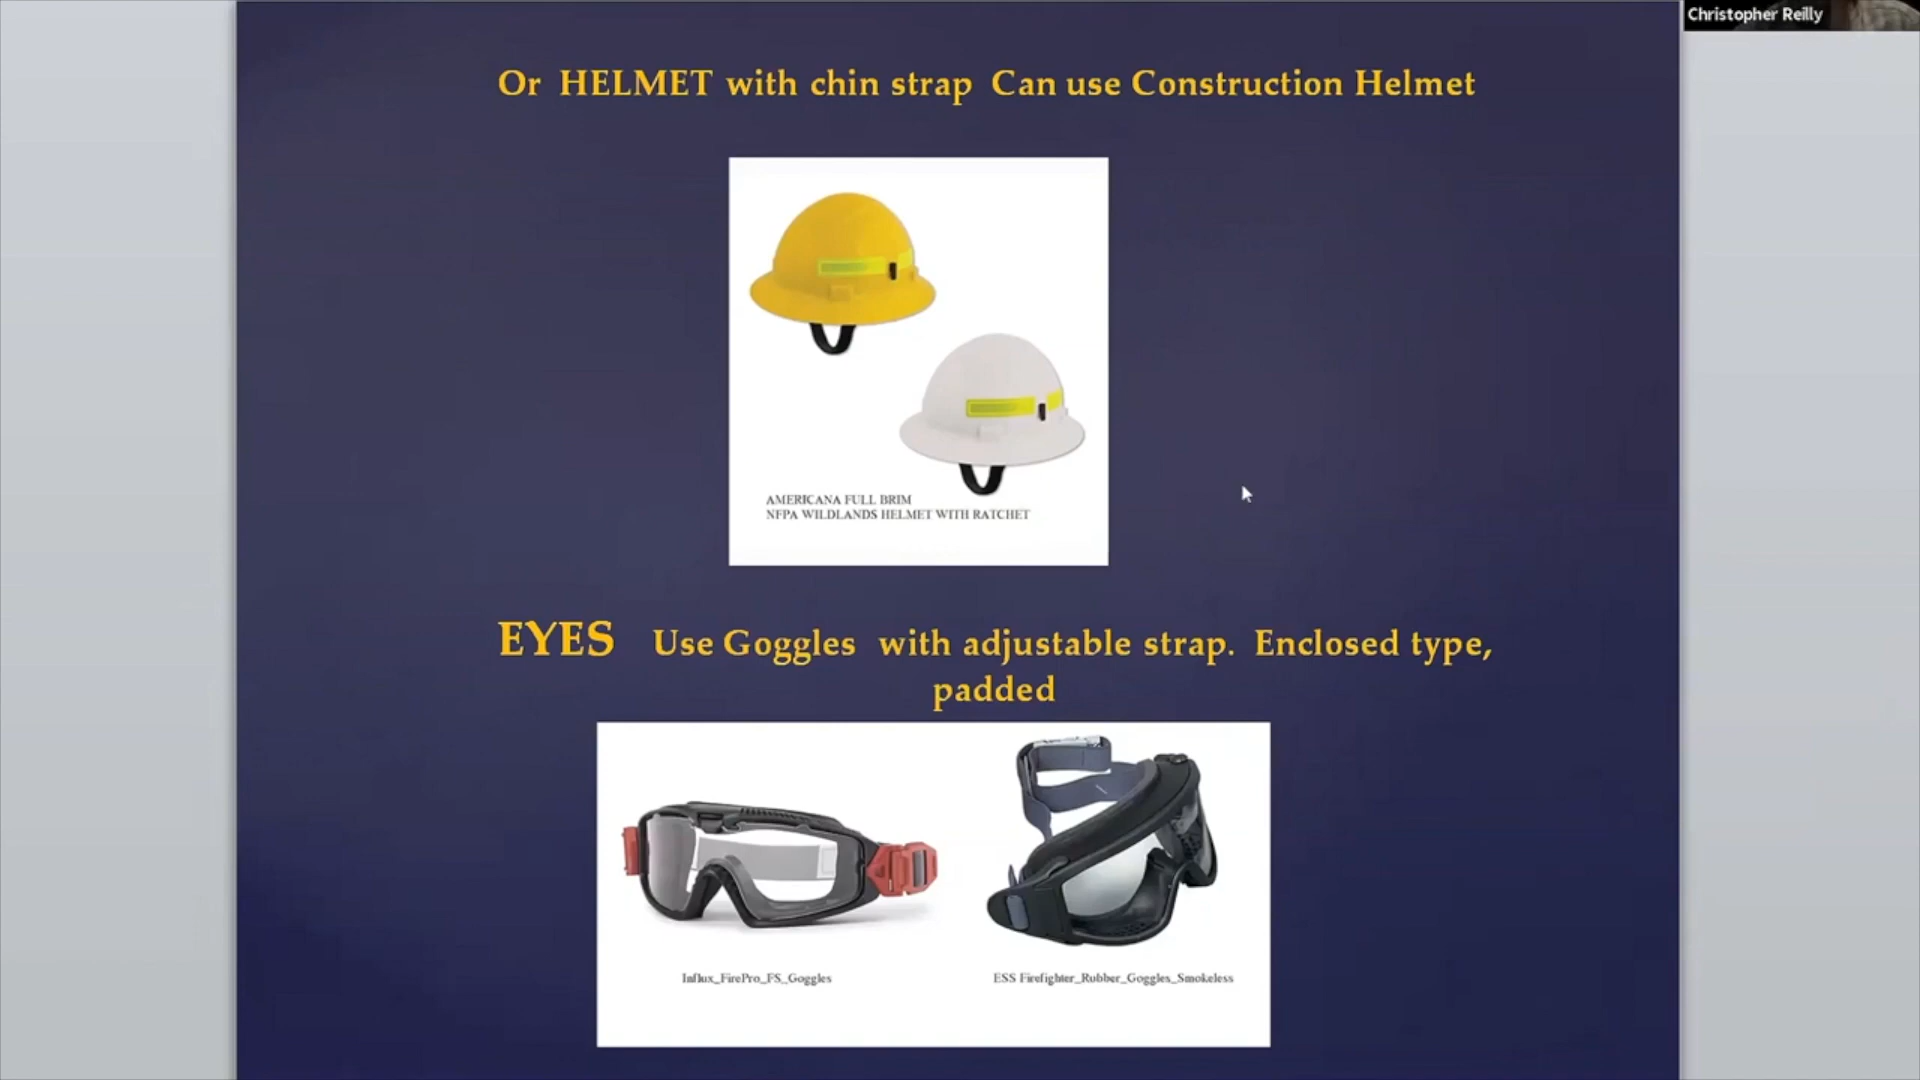 Christopher Reilly
Or HELMET with chin strap Can use Construction Helmet
AMERICANA FULL BRIM
NFPA WILDLANDS HELMET WITH RATCHET
EYES Use Goggles with adjustable strap. Enclosed type,
padded
Influx_FirePro_FS_Goggles
ESS Firefighter_Rubber_Goggles_Smokeless